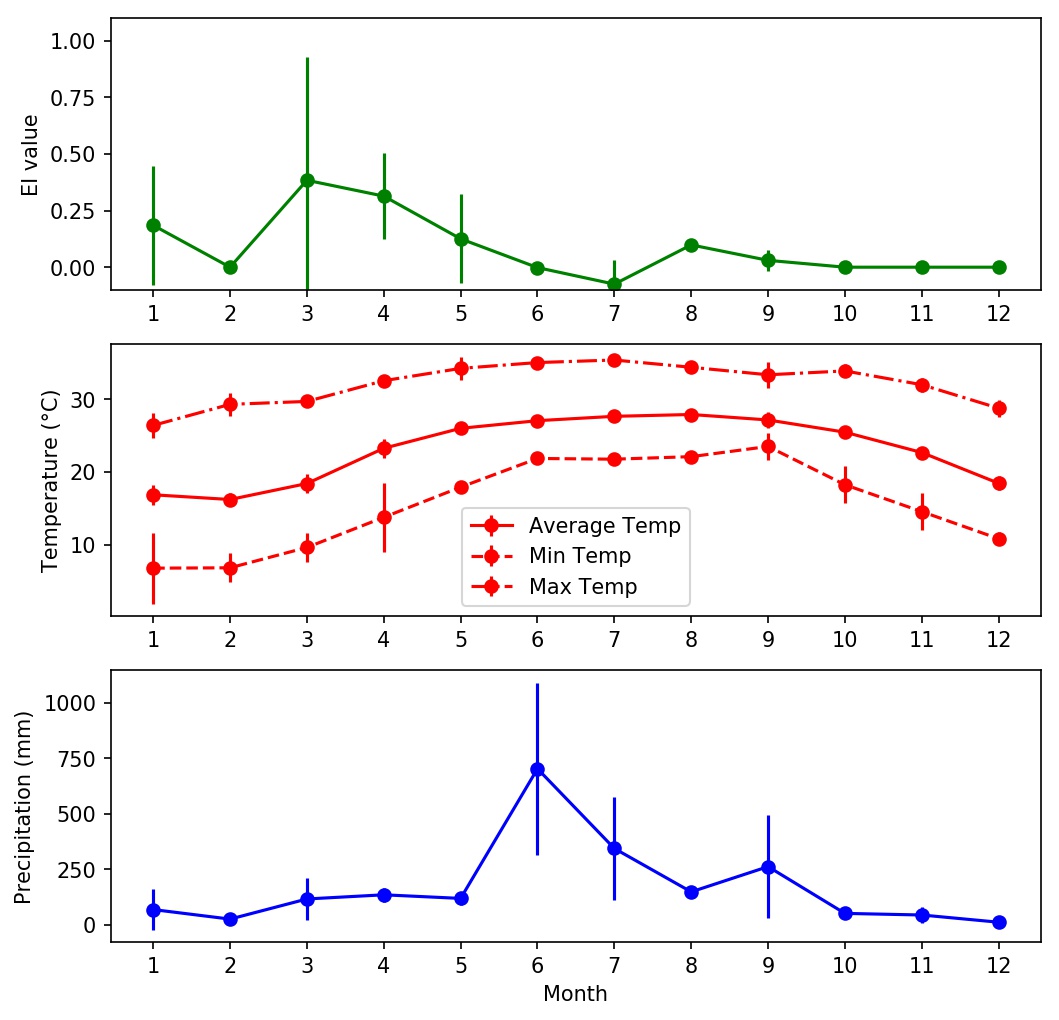 1.00
0.75
0.50
0.25
0.00
EI value
1 2 3 4 5 6 7 8 9 10 11 12
30
20
10
Temperature (°C)
Average Temp
Min Temp
Max Temp
1 2 3 4 5 6 7 8 9 10 11 12
1000
750
500
250
0
Precipitation (mm)
1 2 3 4 5 6 7 8 9 10 11 12
Month